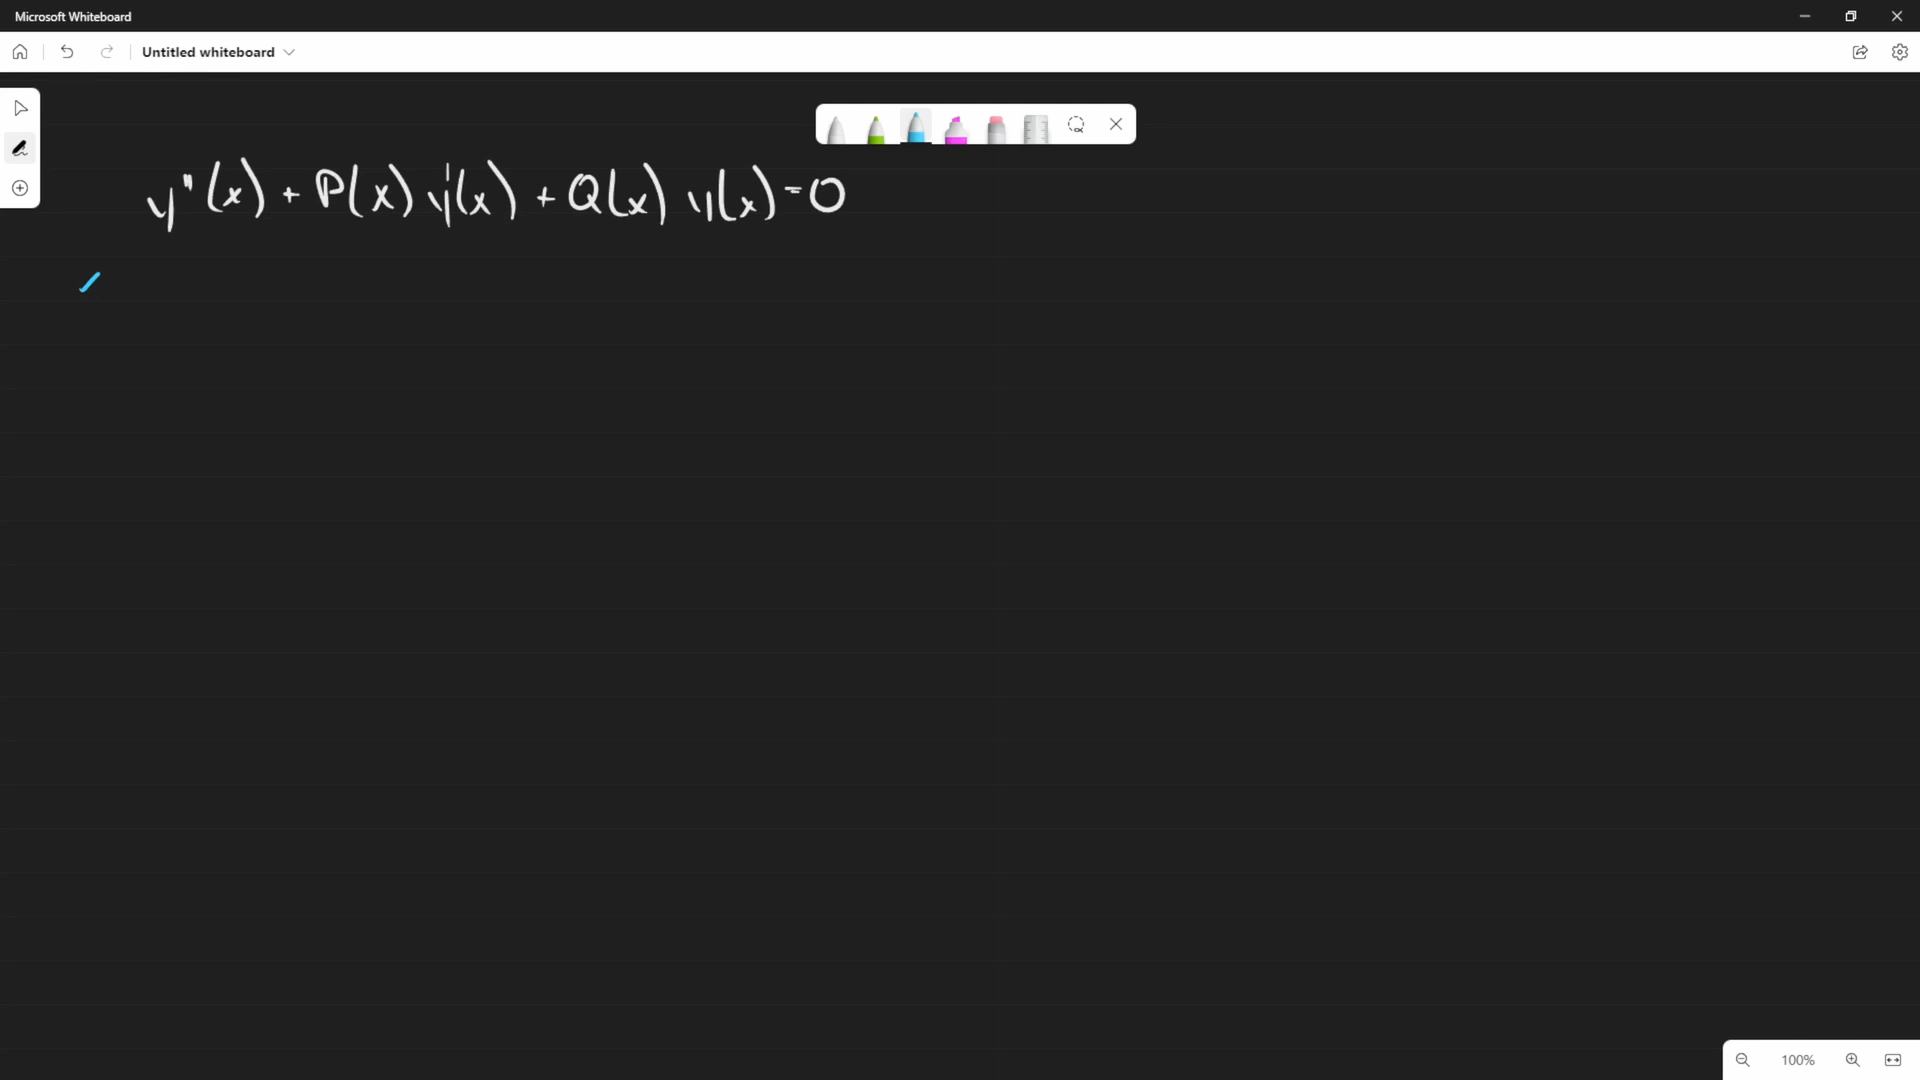 Microsoft Whiteboard
Untitled whiteboard
y"(x) + P(x) y'(x) + Q(x) y(x) = 0
100%